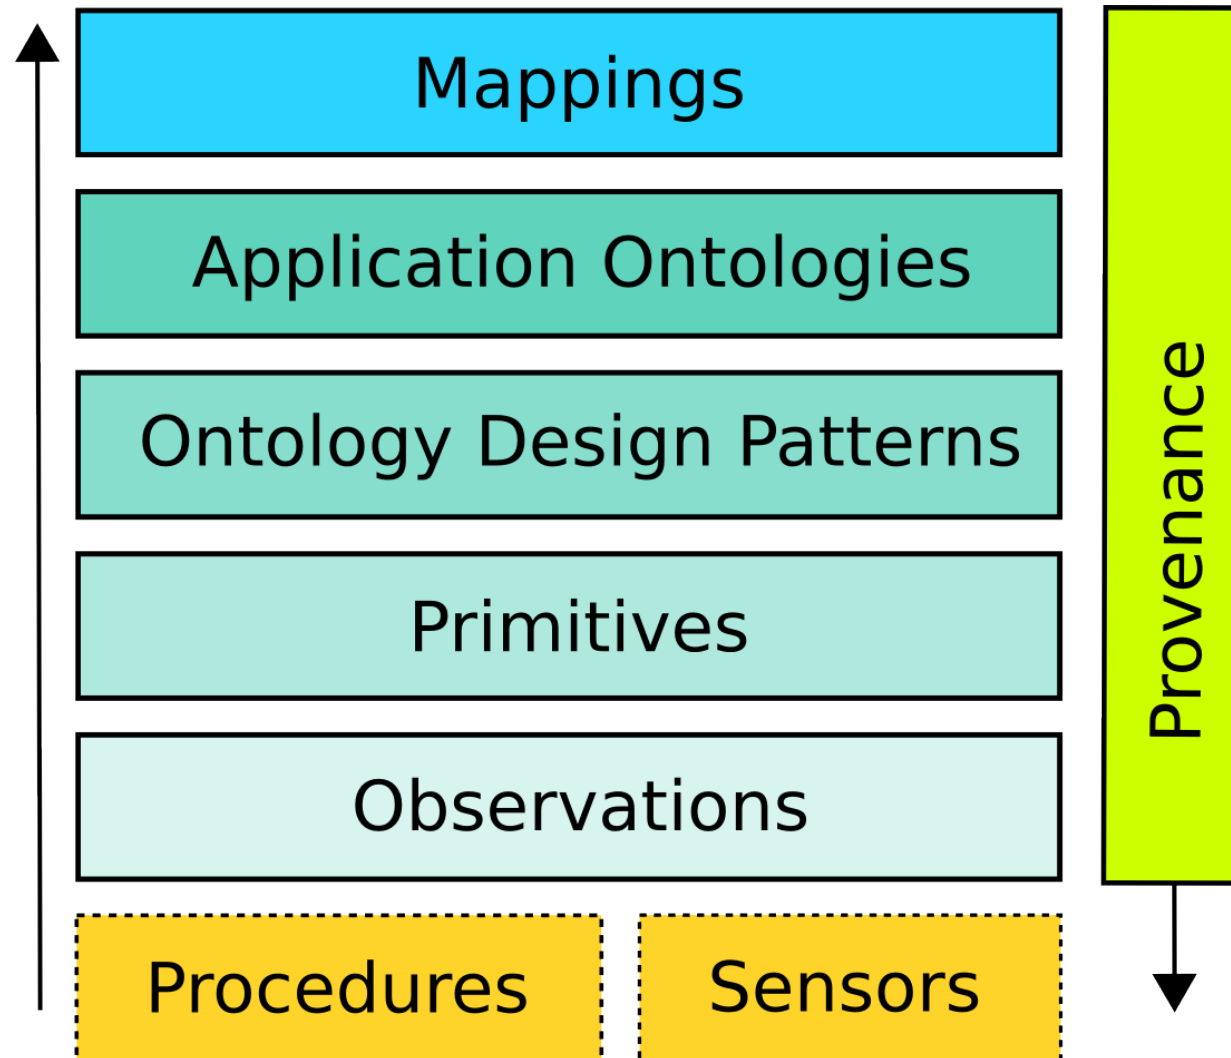 Mappings
Application Ontologies
Ontology Design Patterns
Primitives
Observations
Procedures
Sensors
Provenance